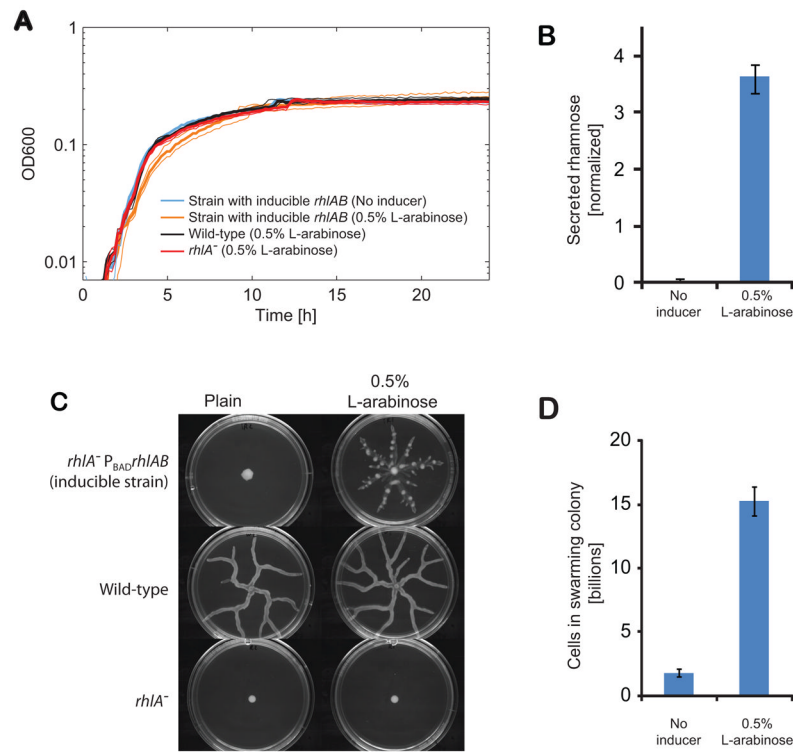 A
1
0.1
0.01
OD600
Strain with inducible rhlAB (No inducer)
Strain with inducible rhlAB (0.5% L-arabinose)
Wild-type (0.5% L-arabinose)
rhlA⁻ (0.5% L-arabinose)
0 5 10 15 20
Time [h]
B
Secreted rhamnose
[normalized]
4
3
2
1
0
No
inducer
0.5%
L-arabinose
C
Plain
0.5%
L-arabinose
rhlA⁻ PBADrhlAB
(inducible strain)
Wild-type
rhlA⁻
D
Cells in swarming colony
[billions]
20
15
10
5
0
No
inducer
0.5%
L-arabinose